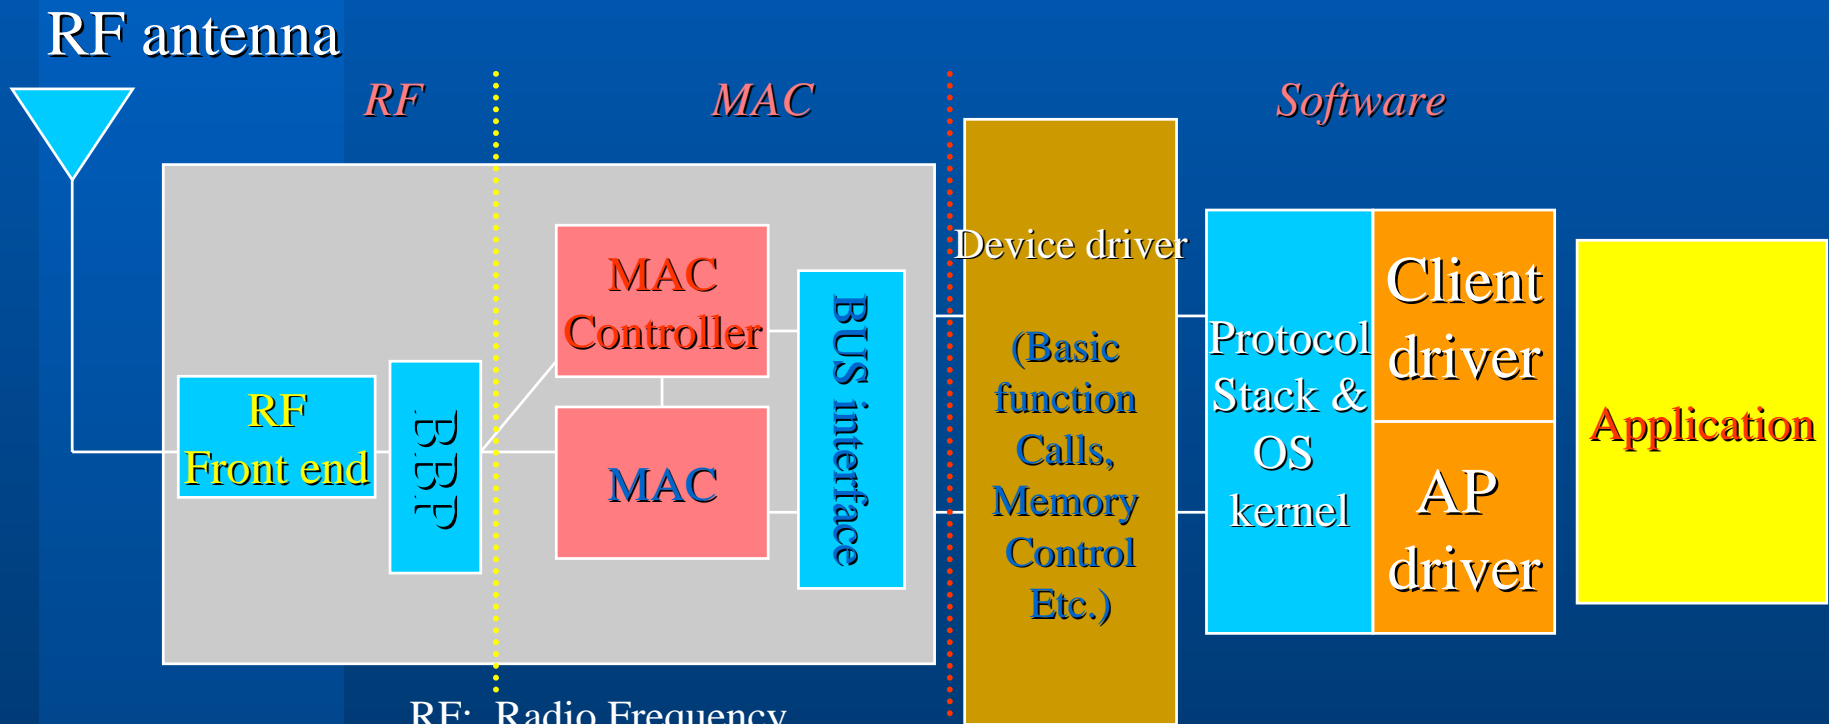 RF antenna
RF
MAC
Software
RF
Front end
BBP
MAC
Controller
MAC
BUS interface
Device driver
(Basic
function
Calls,
Memory
Control
Etc.)
Protocol
Stack &
OS
kernel
Client
driver
AP
driver
Application
RF: Radio Frequency